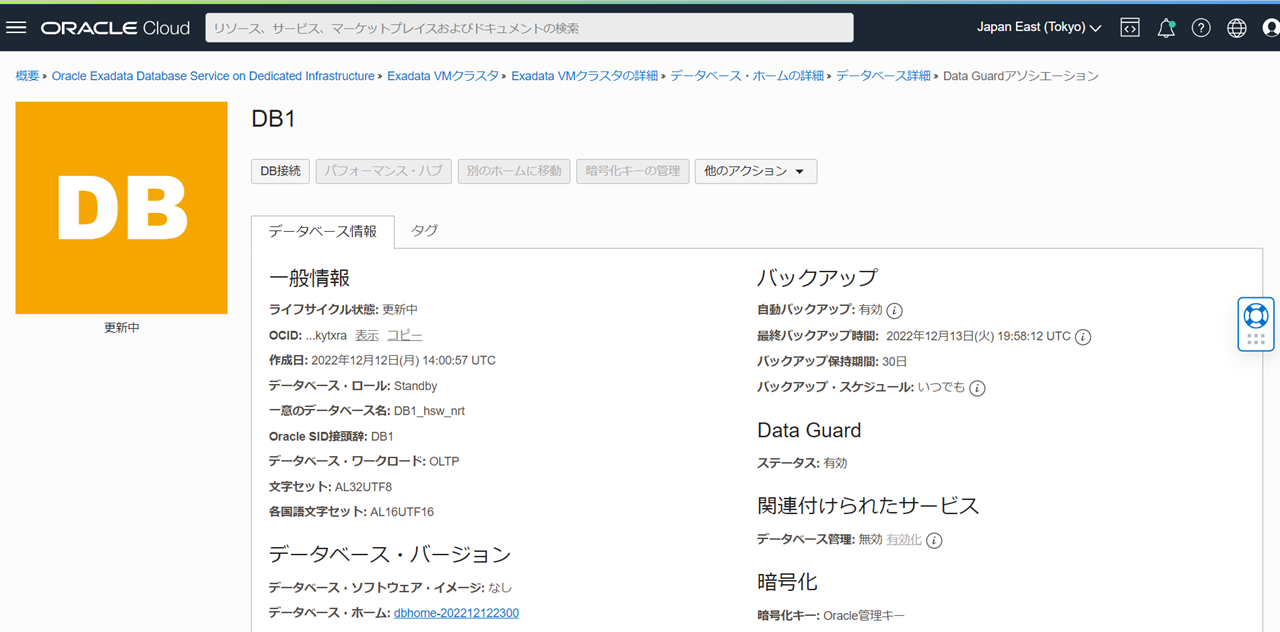 ORACLE Cloud
リソース、サービス、マーケットプレイスおよびドキュメントの検索
Japan East (Tokyo)
概要 » Oracle Exadata Database Service on Dedicated Infrastructure » Exadata VMクラスタ » Exadata VMクラスタの詳細 » データベース・ホームの詳細 » データベース詳細 » Data Guardアソシエーション
DB
更新中
DB1
DB接続 パフォーマンス・ハブ 別のホームに移動 暗号化キーの管理 他のアクション
データベース情報 タグ
一般情報
ライフサイクル状態: 更新中
OCID: ...kytxra 表示 コピー
作成日: 2022年12月12日(月) 14:00:57 UTC
データベース・ロール: Standby
一意のデータベース名: DB1_hsw_nrt
Oracle SID接頭辞: DB1
データベース・ワークロード: OLTP
文字セット: AL32UTF8
各国語文字セット: AL16UTF16
データベース・バージョン
データベース・ソフトウェア・イメージ: なし
データベース・ホーム: dbhome-202212122300
バックアップ
自動バックアップ: 有効
最終バックアップ時間: 2022年12月13日(火) 19:58:12 UTC
バックアップ保持期間: 30日
バックアップ・スケジュール: いつでも
Data Guard
ステータス: 有効
関連付けられたサービス
データベース管理: 無効 有効化
暗号化
暗号化キー: Oracle管理キー